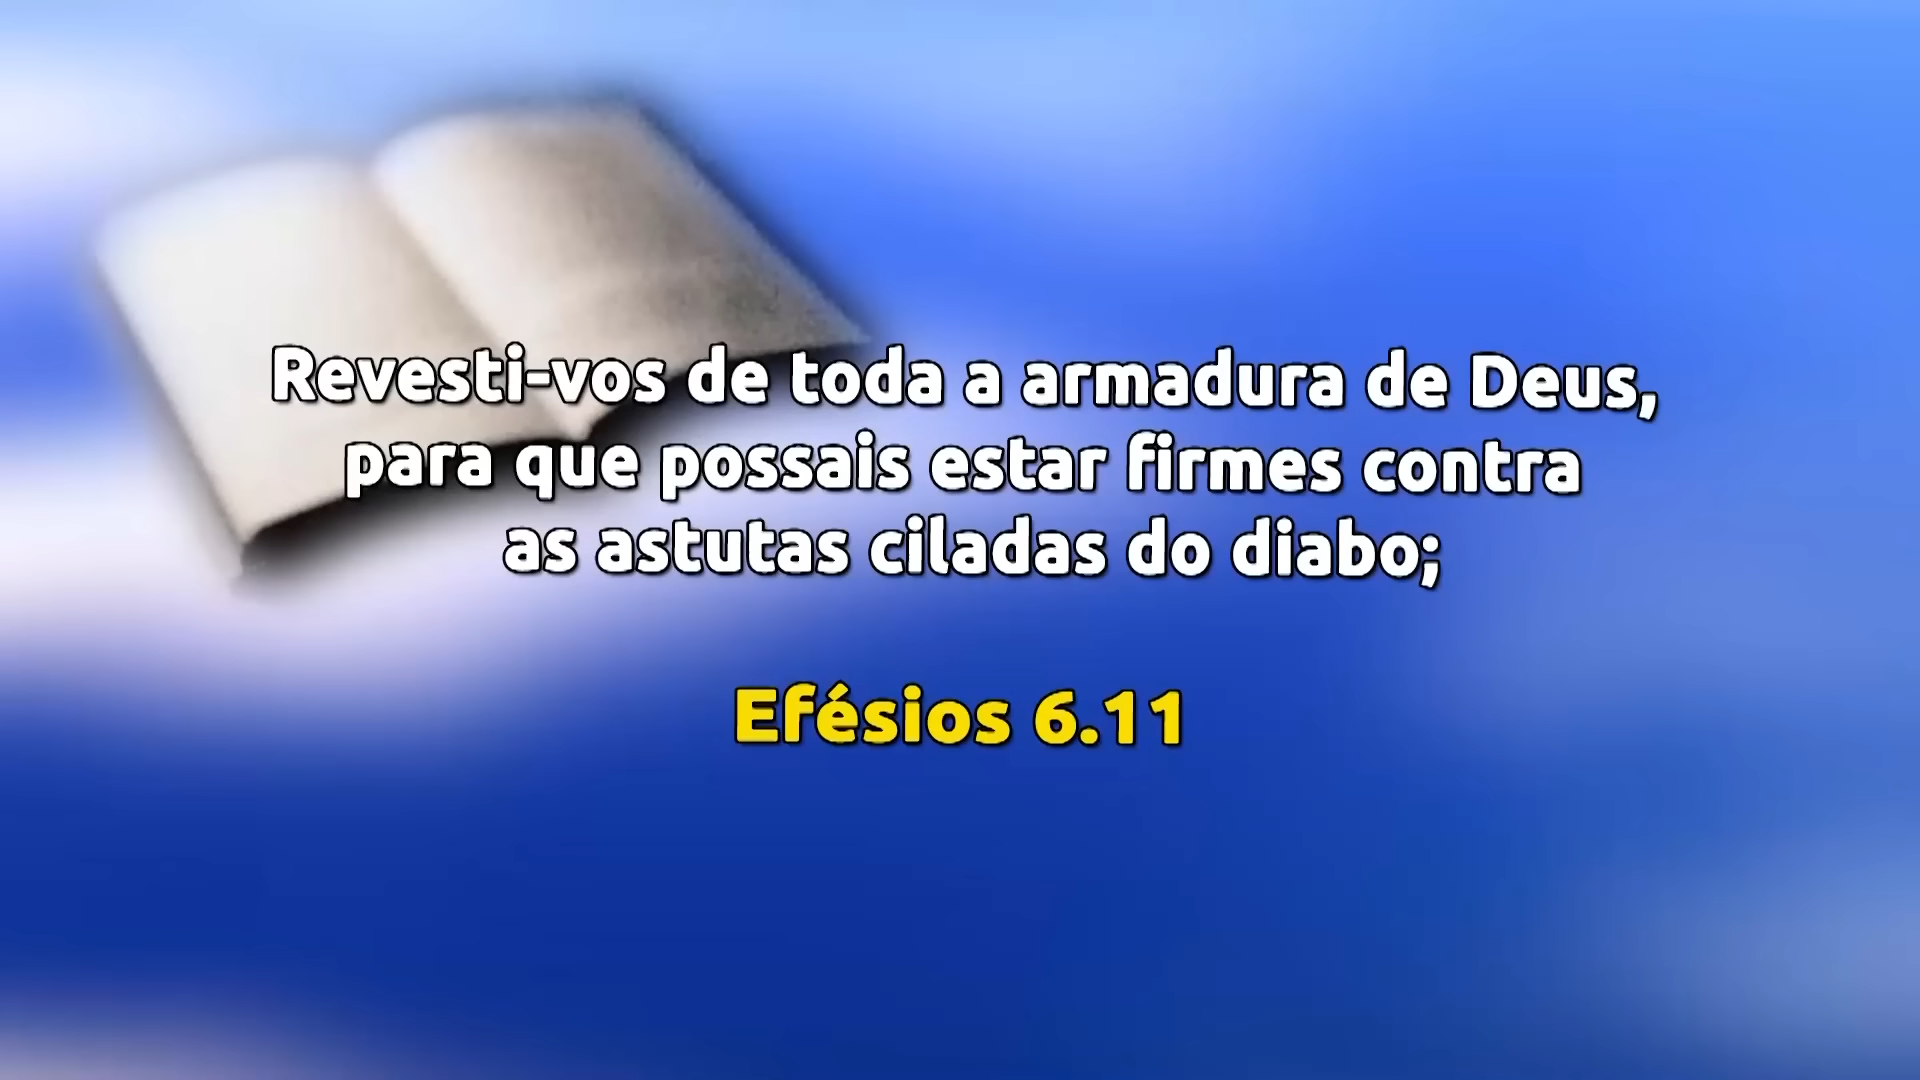 Revesti-vos de toda a armadura de Deus,
para que possais estar firmes contra
as astutas ciladas do diabo;
Efésios 6.11